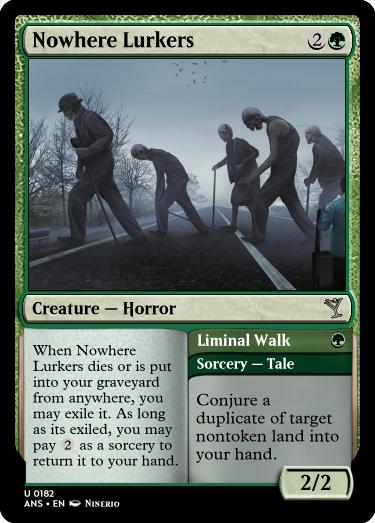 Nowhere Lurkers 2
Creature — Horror
When Nowhere
Lurkers dies or is put
into your graveyard
from anywhere, you
may exile it. As long
as its exiled, you may
pay 2 as a sorcery to
return it to your hand.
Liminal Walk
Sorcery — Tale
Conjure a
duplicate of target
nontoken land into
your hand.
2/2
U 0182
ANS • EN Ninerio